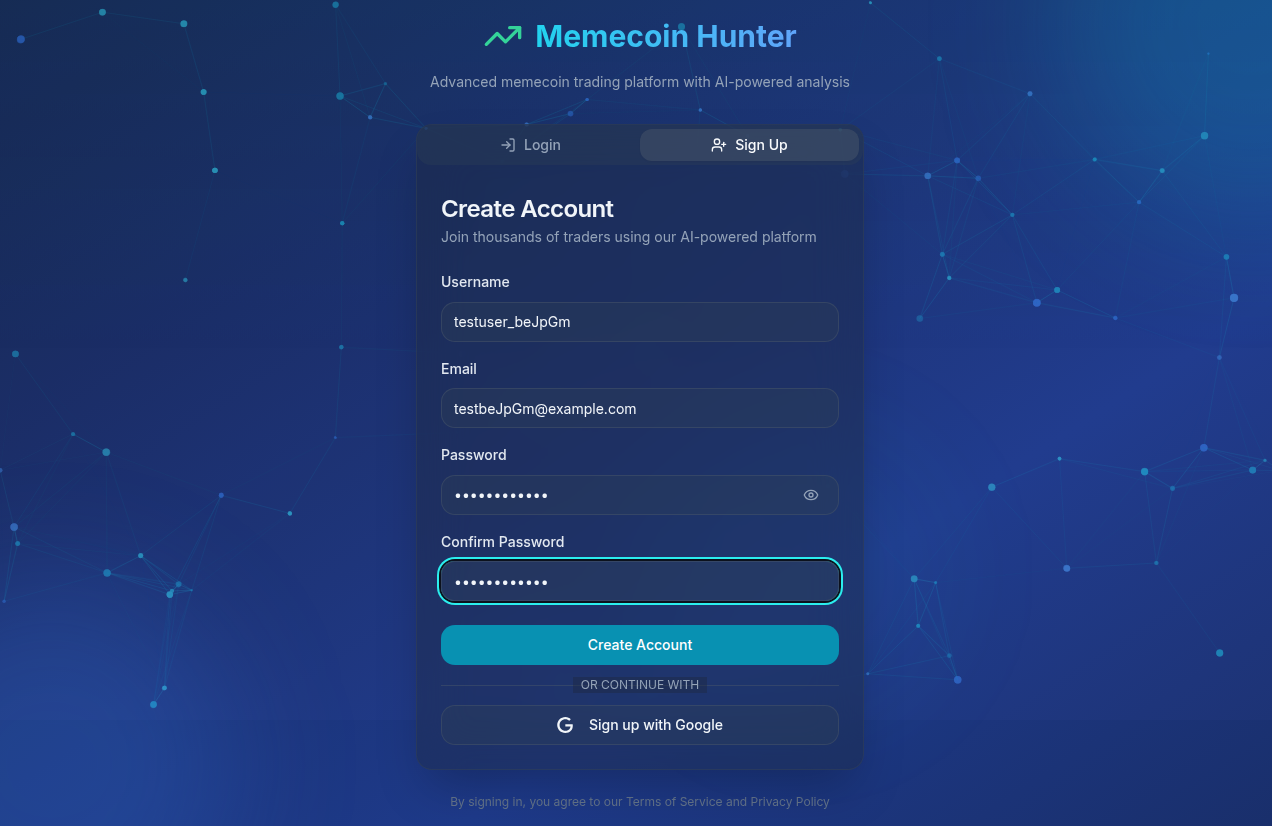 Memecoin Hunter
Advanced memecoin trading platform with AI-powered analysis
Login
Sign Up
Create Account
Join thousands of traders using our AI-powered platform
Username
testuser_beJpGm
Email
testbeJpGm@example.com
Password
••••••••••••
Confirm Password
••••••••••••
Create Account
OR CONTINUE WITH
Sign up with Google
By signing in, you agree to our Terms of Service and Privacy Policy